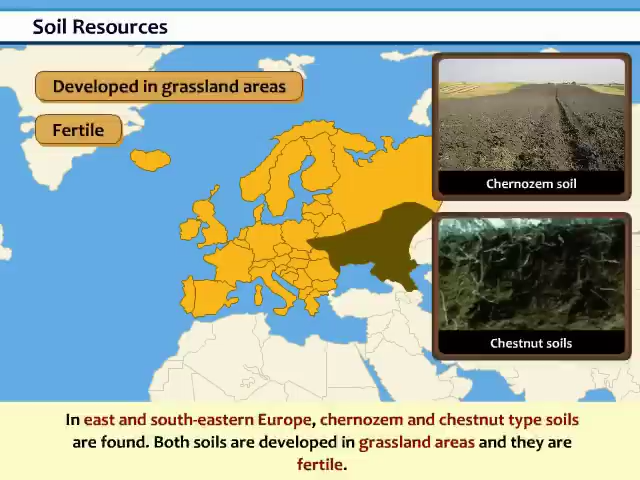 Soil Resources
Developed in grassland areas
Fertile
Chernozem soil
Chestnut soils
In east and south-eastern Europe, chernozem and chestnut type soils
are found. Both soils are developed in grassland areas and they are
fertile.